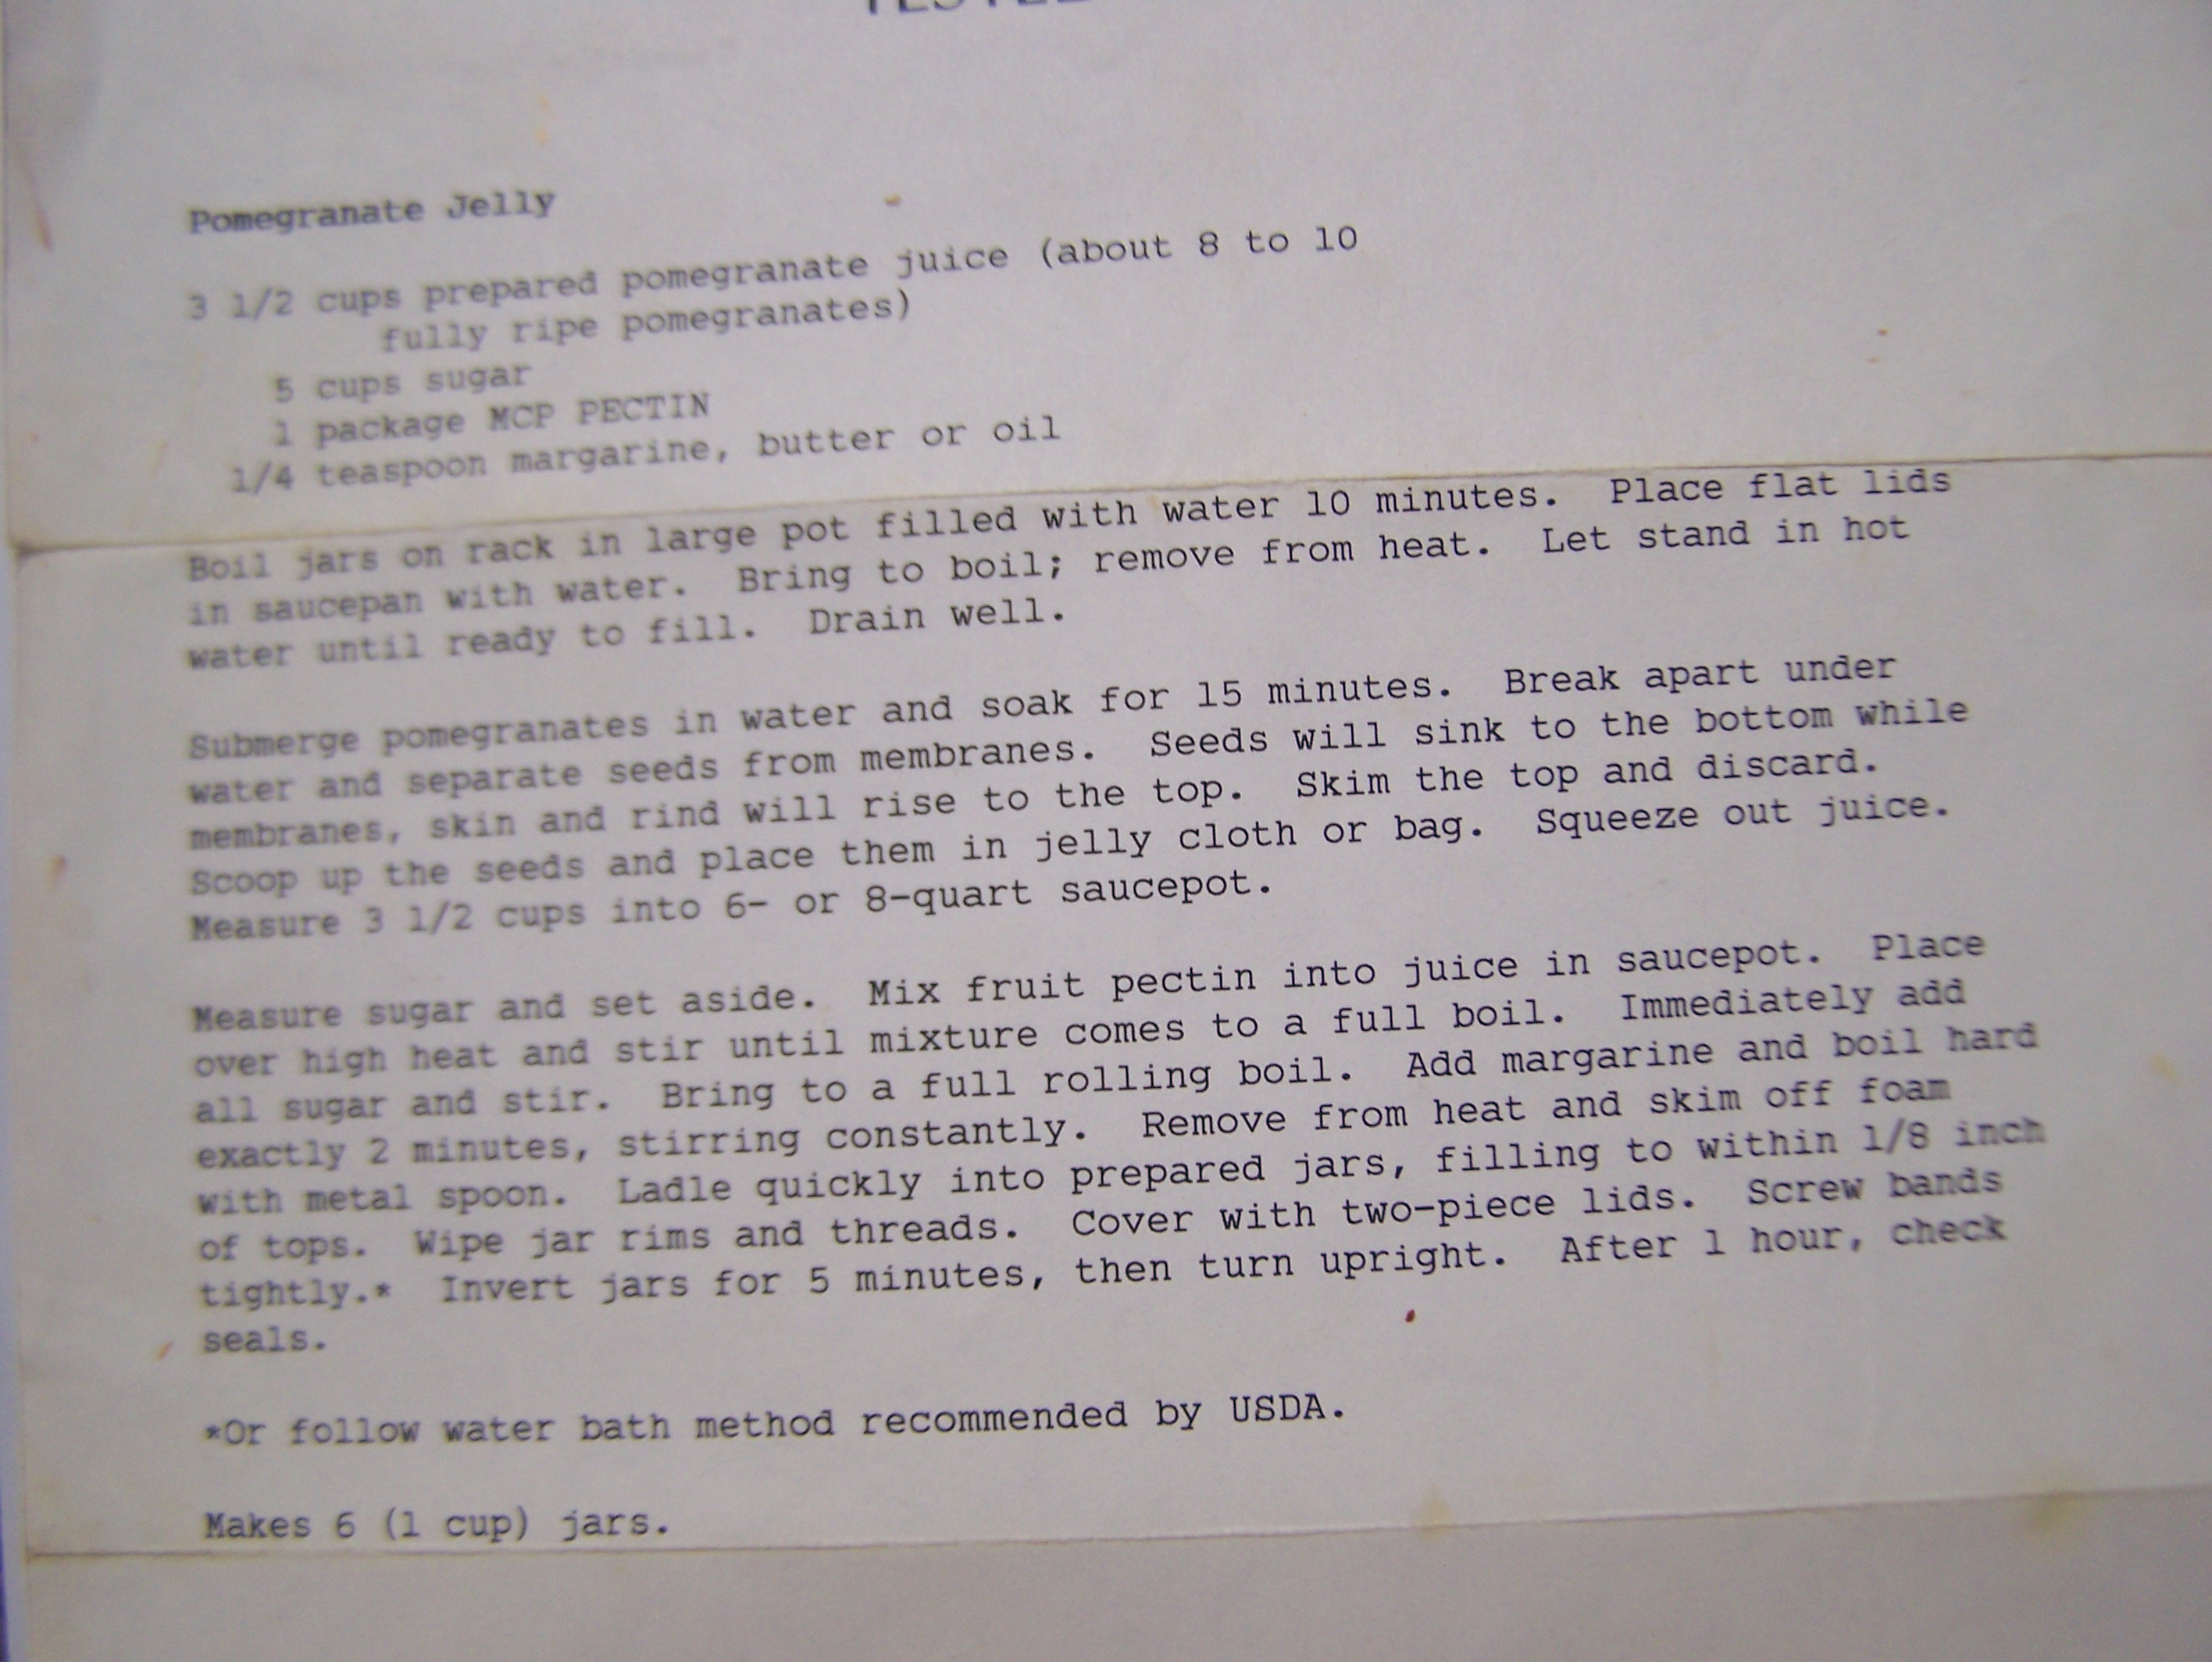 Pomegranate Jelly
3 1/2 cups prepared pomegranate juice (about 8 to 10
fully ripe pomegranates)
5 cups sugar
1 package MCP PECTIN
1/4 teaspoon margarine, butter or oil
Boil jars on rack in large pot filled with water 10 minutes. Place flat lids
in saucepan with water. Bring to boil; remove from heat. Let stand in hot
water until ready to fill. Drain well.
Submerge pomegranates in water and soak for 15 minutes. Break apart under
water and separate seeds from membranes. Seeds will sink to the bottom while
membranes, skin and rind will rise to the top. Skim the top and discard.
Scoop up the seeds and place them in jelly cloth or bag. Squeeze out juice.
Measure 3 1/2 cups into 6- or 8-quart saucepot.
Measure sugar and set aside. Mix fruit pectin into juice in saucepot. Place
over high heat and stir until mixture comes to a full boil. Immediately add
all sugar and stir. Bring to a full rolling boil. Add margarine and boil hard
exactly 2 minutes, stirring constantly. Remove from heat and skim off foam
with metal spoon. Ladle quickly into prepared jars, filling to within 1/8 inch
of tops. Wipe jar rims and threads. Cover with two-piece lids. Screw bands
tightly.* Invert jars for 5 minutes, then turn upright. After 1 hour, check
seals.
*Or follow water bath method recommended by USDA.
Makes 6 (1 cup) jars.